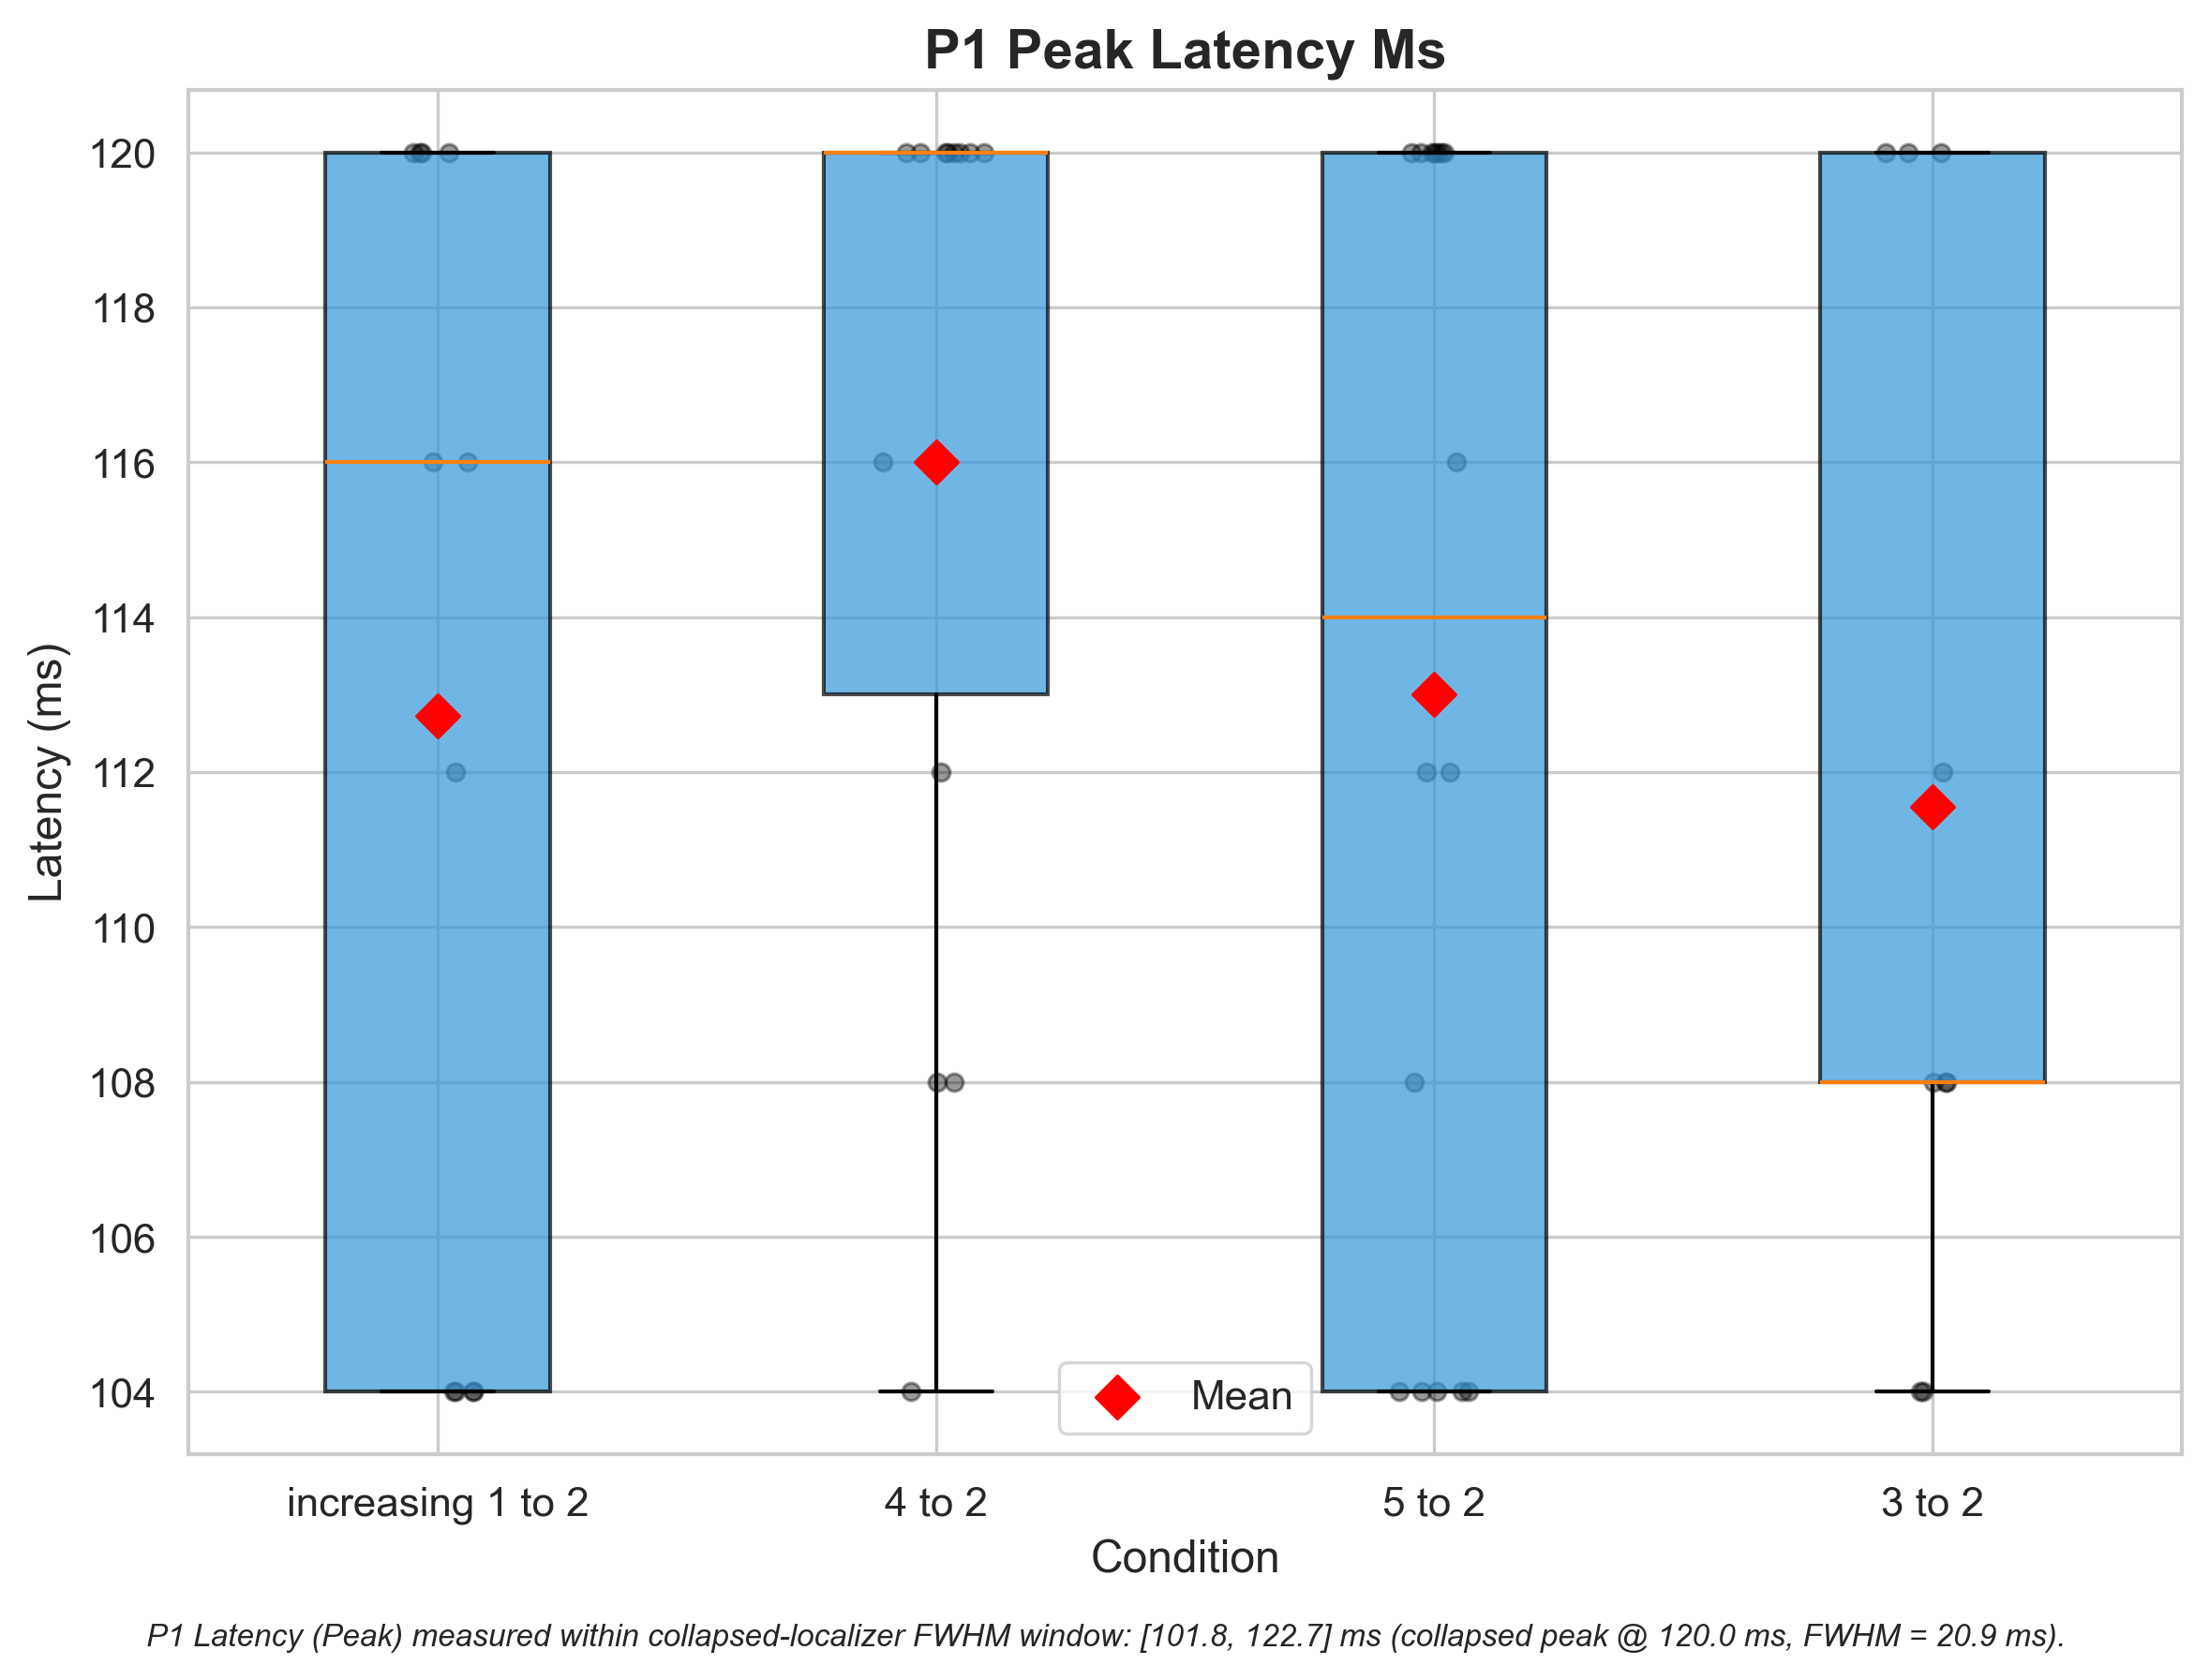 P1 Peak Latency Ms
120
118
116
114
112
110
108
106
104
Latency (ms)
Mean
increasing 1 to 2
4 to 2
5 to 2
3 to 2
Condition
P1 Latency (Peak) measured within collapsed-localizer FWHM window: [101.8, 122.7] ms (collapsed peak @ 120.0 ms, FWHM = 20.9 ms).